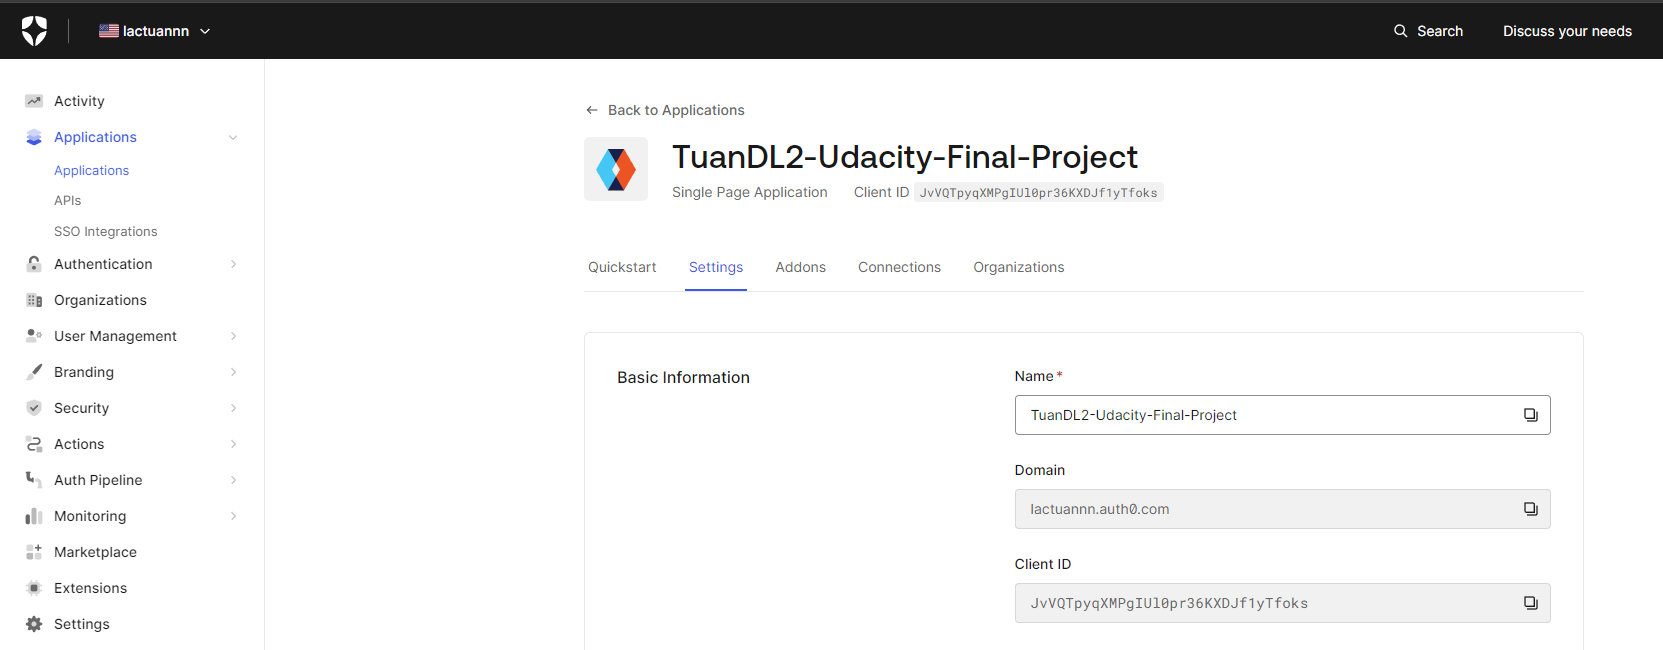 lactuannn
Search
Discuss your needs
Activity
Applications
Applications
APIs
SSO Integrations
Authentication
Organizations
User Management
Branding
Security
Actions
Auth Pipeline
Monitoring
Marketplace
Extensions
Settings
Back to Applications
TuanDL2-Udacity-Final-Project
Single Page Application Client ID JvVQTpyqXMPgIUl0pr36KXDJf1yTfoks
Quickstart Settings Addons Connections Organizations
Basic Information
Name *
TuanDL2-Udacity-Final-Project
Domain
lactuannn.auth0.com
Client ID
JvVQTpyqXMPgIUl0pr36KXDJf1yTfoks